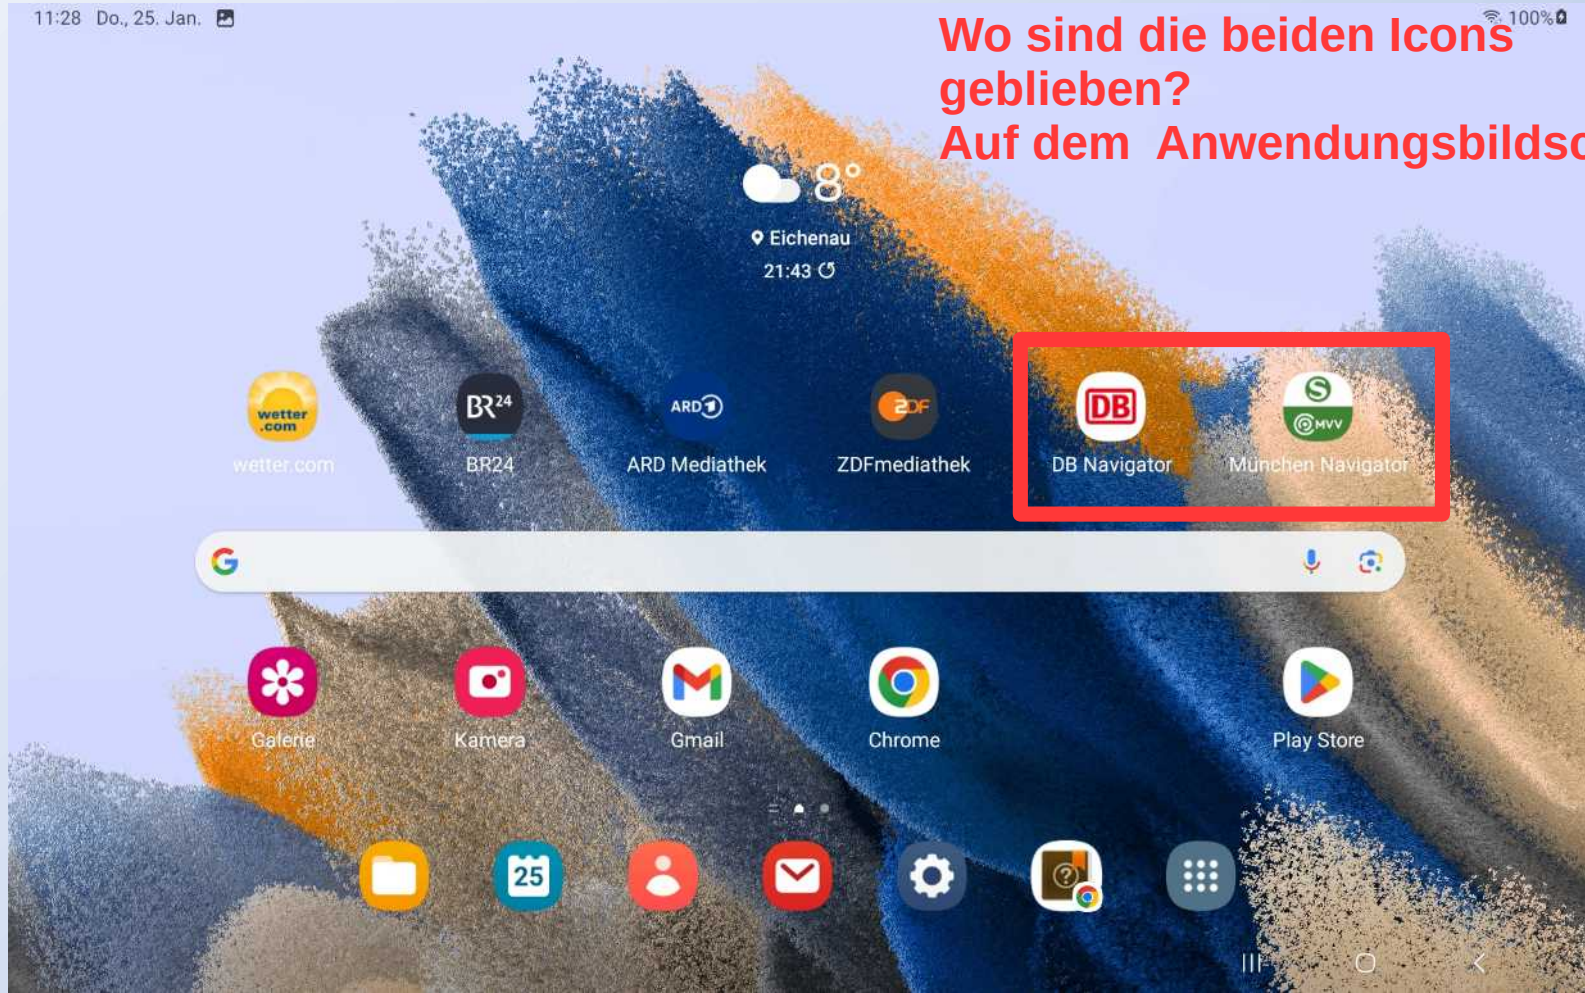 11:28 Do., 25. Jan.
100%
Wo sind die beiden Icons
geblieben?
Auf dem Anwendungsbildsc
8°
Eichenau
21:43
wetter
.com
BR24
ARD 1
ZDF
DB
S
MVV
wetter.com
BR24
ARD Mediathek
ZDFmediathek
DB Navigator
München Navigator
G
Galerie
Kamera
Gmail
Chrome
Play Store
25
?